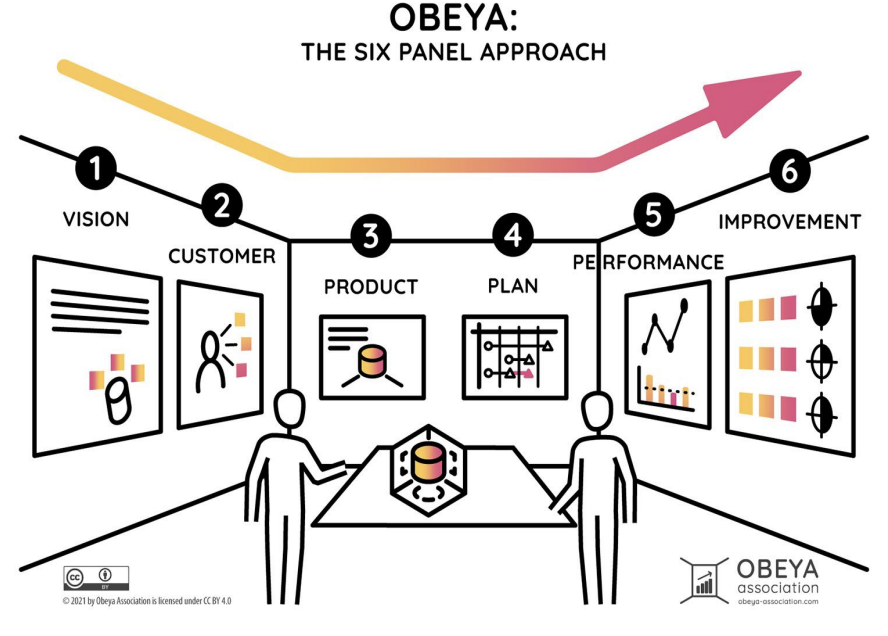 OBEYA:
THE SIX PANEL APPROACH
1
VISION
2
CUSTOMER
3
PRODUCT
4
PLAN
5
PERFORMANCE
6
IMPROVEMENT
cc
BY
© 2021 by Obeya Association is licensed under CC BY 4.0
OBEYA
association
obeya-association.com